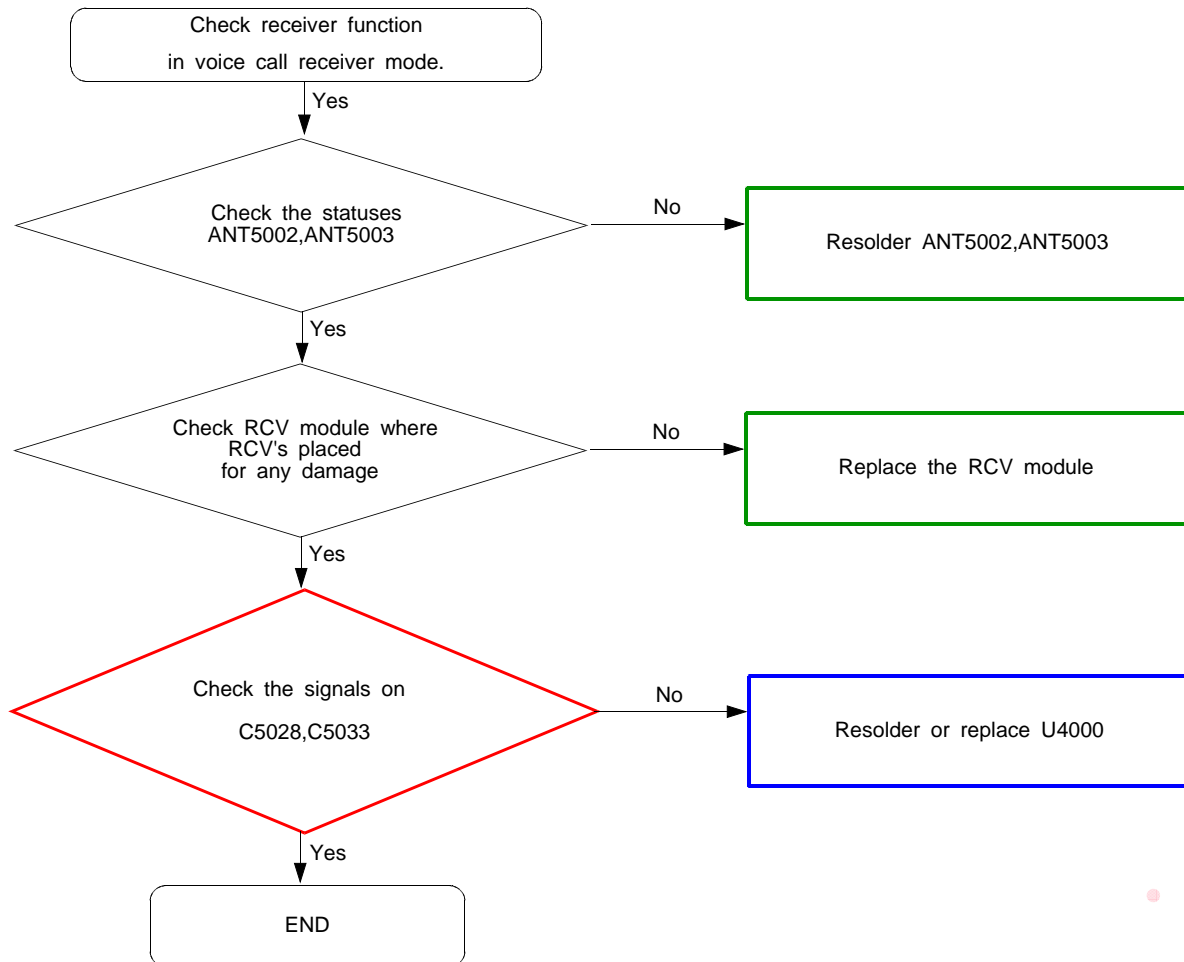 Check receiver function
in voice call receiver mode.
Yes
Check the statuses
ANT5002,ANT5003
No
Resolder ANT5002,ANT5003
Yes
Check RCV module where
RCV's placed
for any damage
No
Replace the RCV module
Yes
Check the signals on
C5028,C5033
No
Resolder or replace U4000
Yes
END